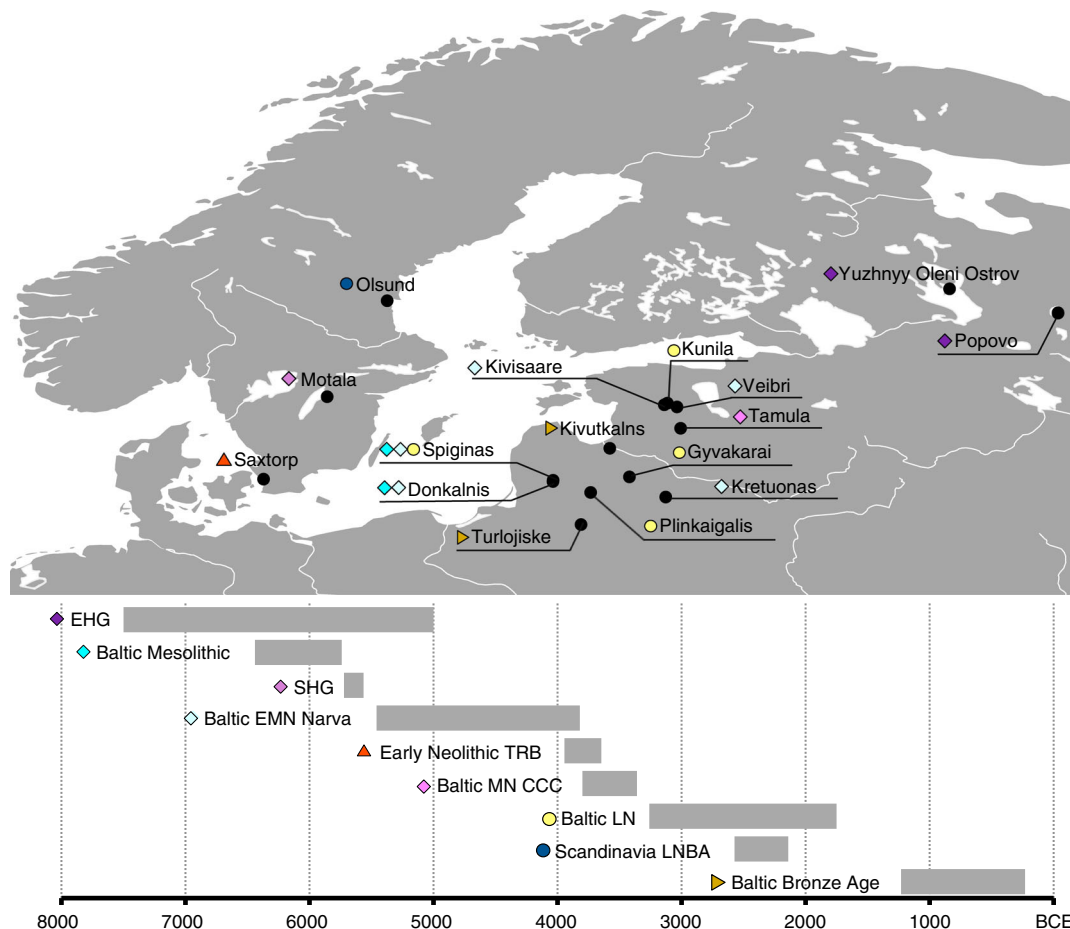 Olsund
Yuzhnyy Oleni Ostrov
Popovo
Kunila
Kivisaare
Veibri
Motala
Tamula
Kivutkalns
Saxtorp
Spiginas
Gyvakarai
Donkalnis
Kretuonas
Plinkaigalis
Turlojiske
EHG
Baltic Mesolithic
SHG
Baltic EMN Narva
Early Neolithic TRB
Baltic MN CCC
Baltic LN
Scandinavia LNBA
Baltic Bronze Age
8000 7000 6000 5000 4000 3000 2000 1000 BCE